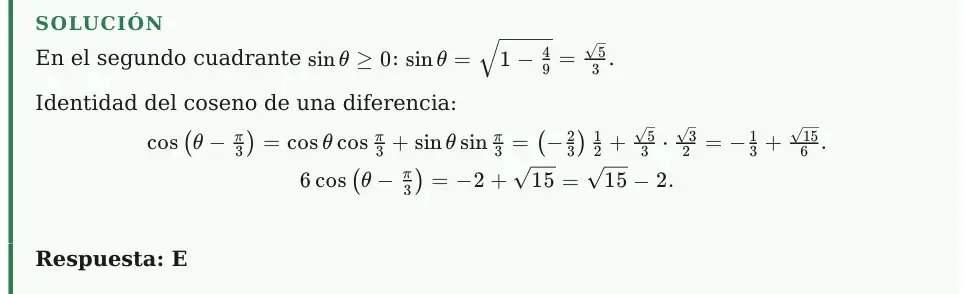 SOLUCIÓN
En el segundo cuadrante sin θ ≥ 0: sin θ = √(1 − 4/9) = √5/3.
Identidad del coseno de una diferencia:
cos (θ − π/3) = cos θ cos π/3 + sin θ sin π/3 = (−2/3) 1/2 + √5/3 · √3/2 = −1/3 + √15/6.
6 cos (θ − π/3) = −2 + √15 = √15 − 2.
Respuesta: E